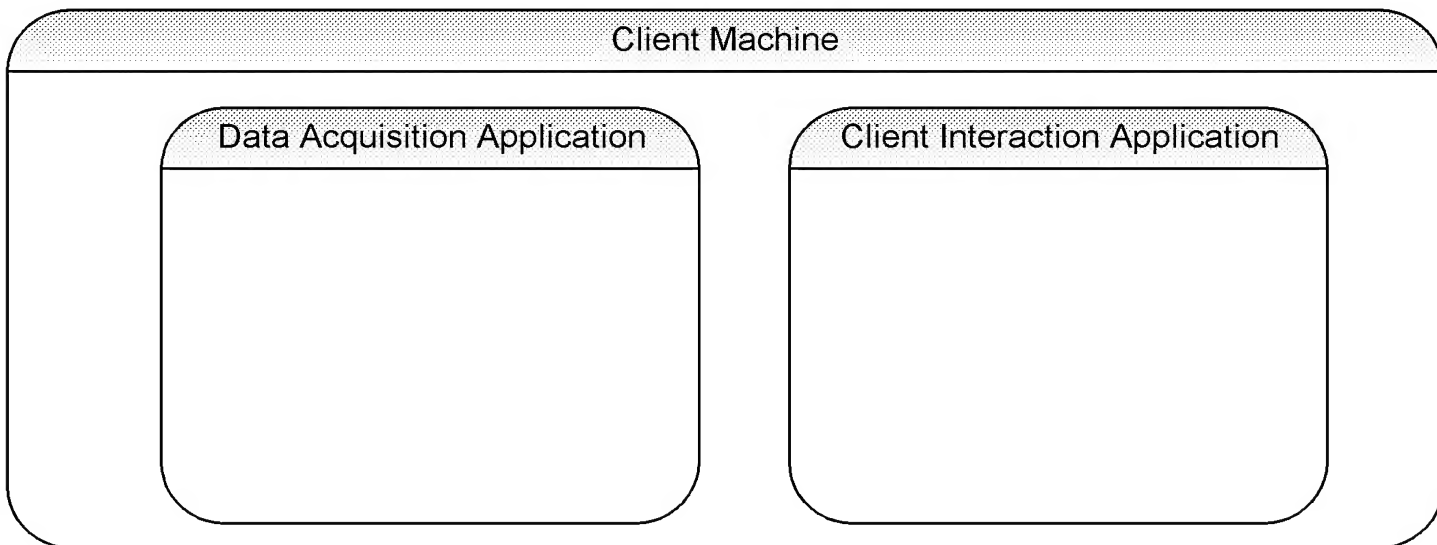 Client Machine
Data Acquisition Application
Client Interaction Application